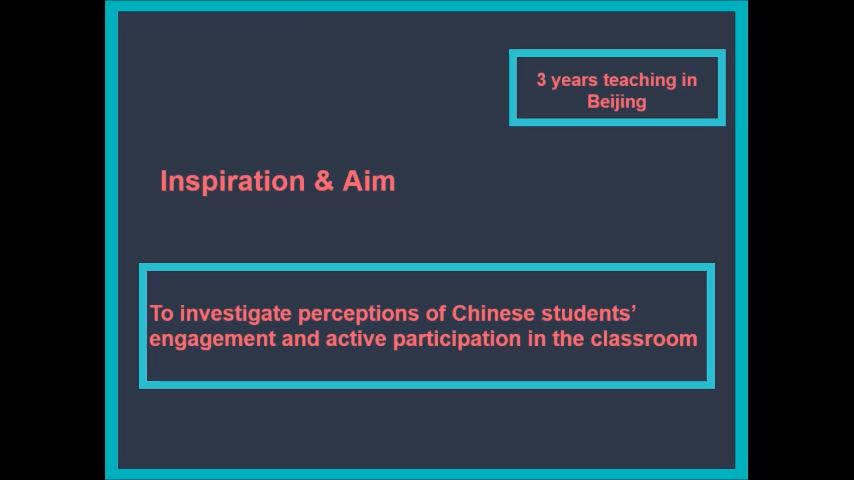 3 years teaching in
Beijing
Inspiration & Aim
To investigate perceptions of Chinese students’
engagement and active participation in the classroom